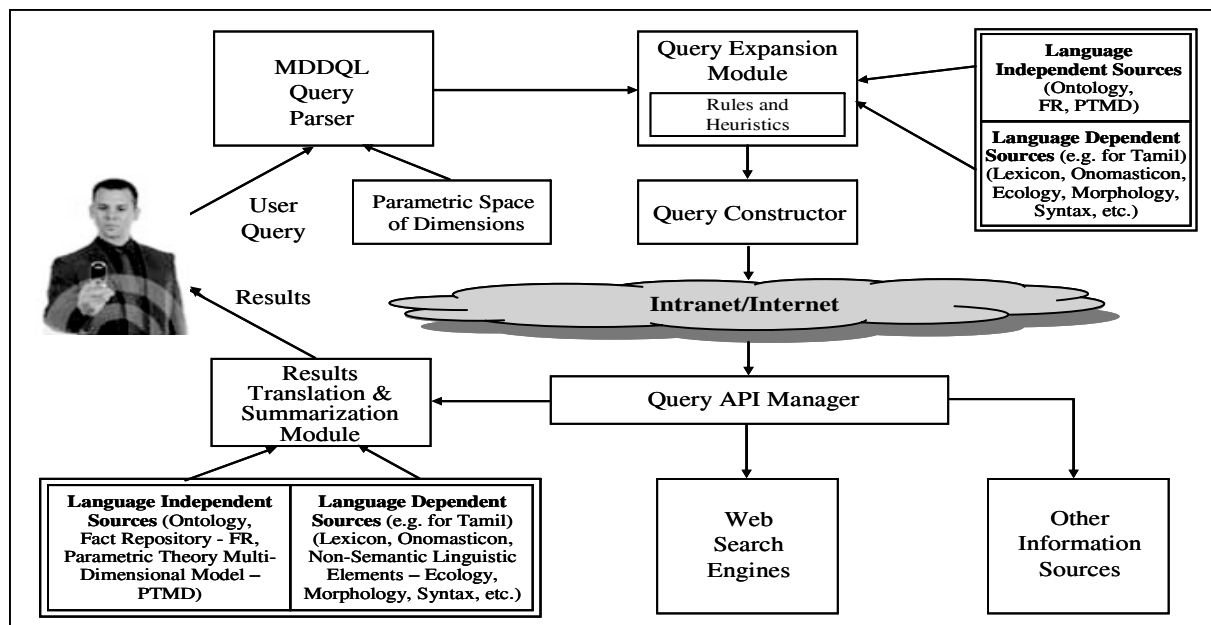 MDDQL
Query
Parser
Query Expansion
Module
Rules and
Heuristics
Language
Independent Sources
(Ontology,
FR, PTMD)
Language Dependent
Sources (e.g. for Tamil)
(Lexicon, Onomasticon,
Ecology, Morphology,
Syntax, etc.)
User
Query
Parametric Space
of Dimensions
Query Constructor
Results
Intranet/Internet
Results
Translation &
Summarization
Module
Query API Manager
Language Independent
Sources (Ontology,
Fact Repository - FR,
Parametric Theory Multi-
Dimensional Model –
PTMD)
Language Dependent
Sources (e.g. for Tamil)
(Lexicon, Onomasticon,
Non-Semantic Linguistic
Elements – Ecology,
Morphology, Syntax, etc.)
Web
Search
Engines
Other
Information
Sources